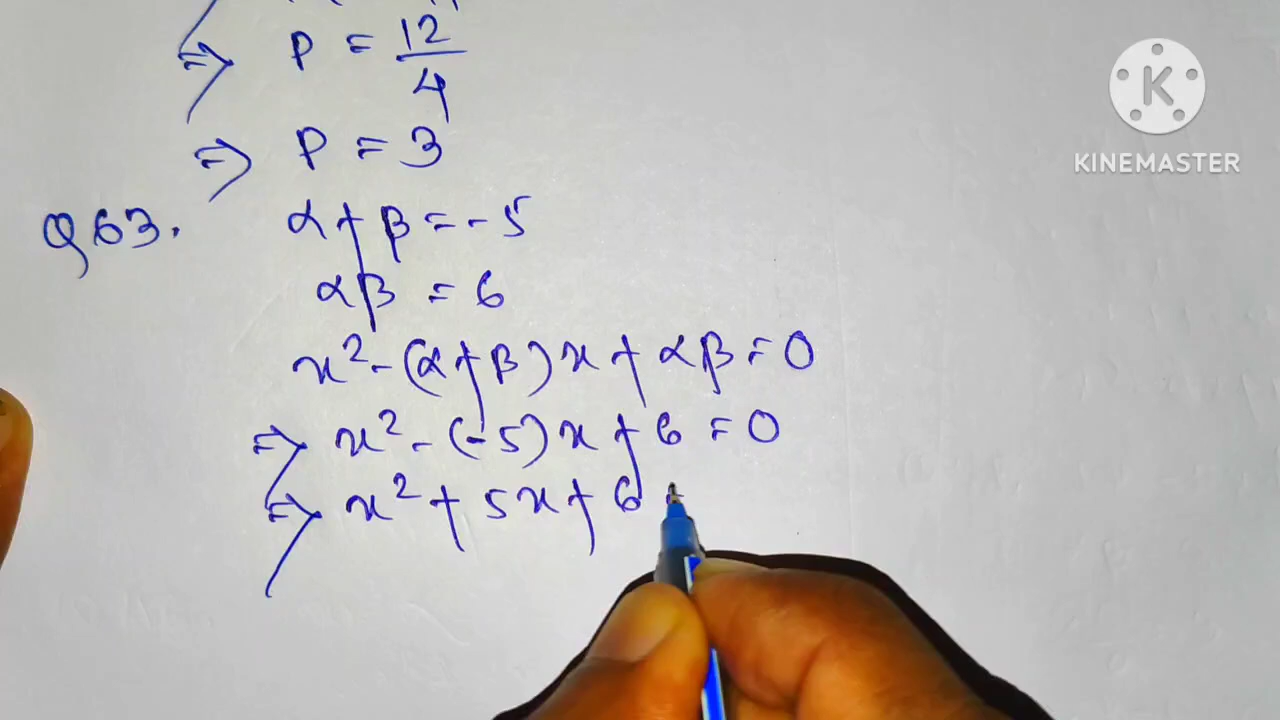 ⇒ P = 12/4
⇒ P = 3
Q63. α+β=-5
αβ = 6
x²-(α+β)x+αβ=0
⇒ x²-(-5)x+6=0
⇒ x²+5x+6
K
KINEMASTER